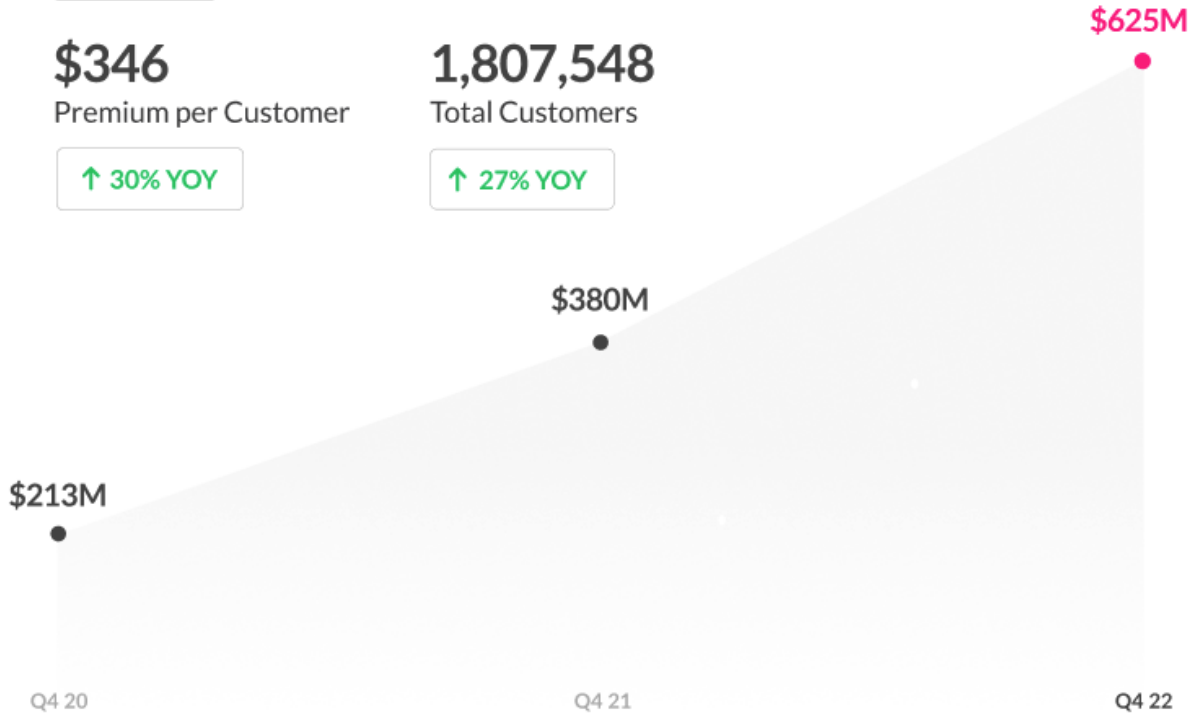 $625M
$346
Premium per Customer
↑ 30% YOY
1,807,548
Total Customers
↑ 27% YOY
$380M
$213M
Q4 20
Q4 21
Q4 22